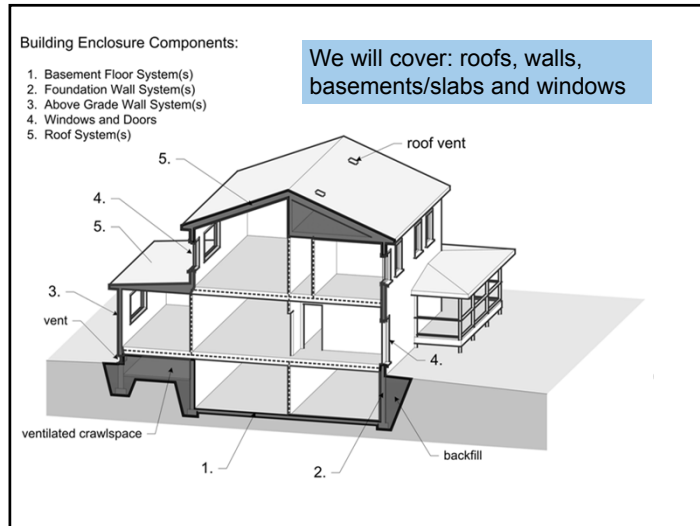 Building Enclosure Components:
1. Basement Floor System(s)
2. Foundation Wall System(s)
3. Above Grade Wall System(s)
4. Windows and Doors
5. Roof System(s)
We will cover: roofs, walls,
basements/slabs and windows
roof vent
5.
4.
5.
3.
vent
4.
ventilated crawlspace
backfill
1.
2.